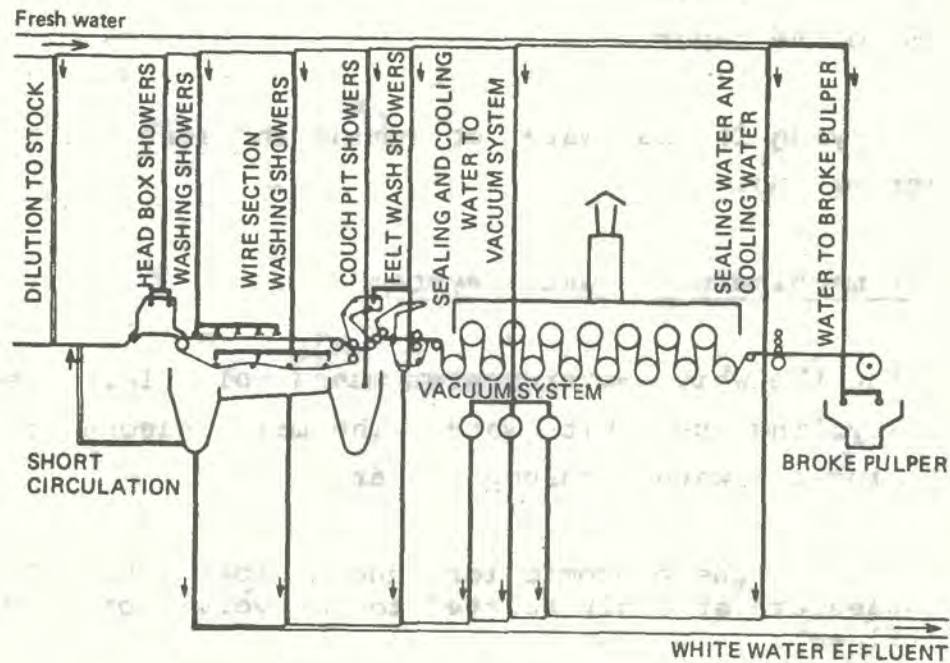 Fresh water
DILUTION TO STOCK
HEAD BOX SHOWERS
WASHING SHOWERS
WIRE SECTION
WASHING SHOWERS
COUCH PIT SHOWERS
FELT WASH SHOWERS
SEALING AND COOLING
WATER TO
VACUUM SYSTEM
SEALING WATER AND
COOLING WATER
WATER TO BROKE PULPER
VACUUM SYSTEM
SHORT
CIRCULATION
BROKE PULPER
WHITE WATER EFFLUENT